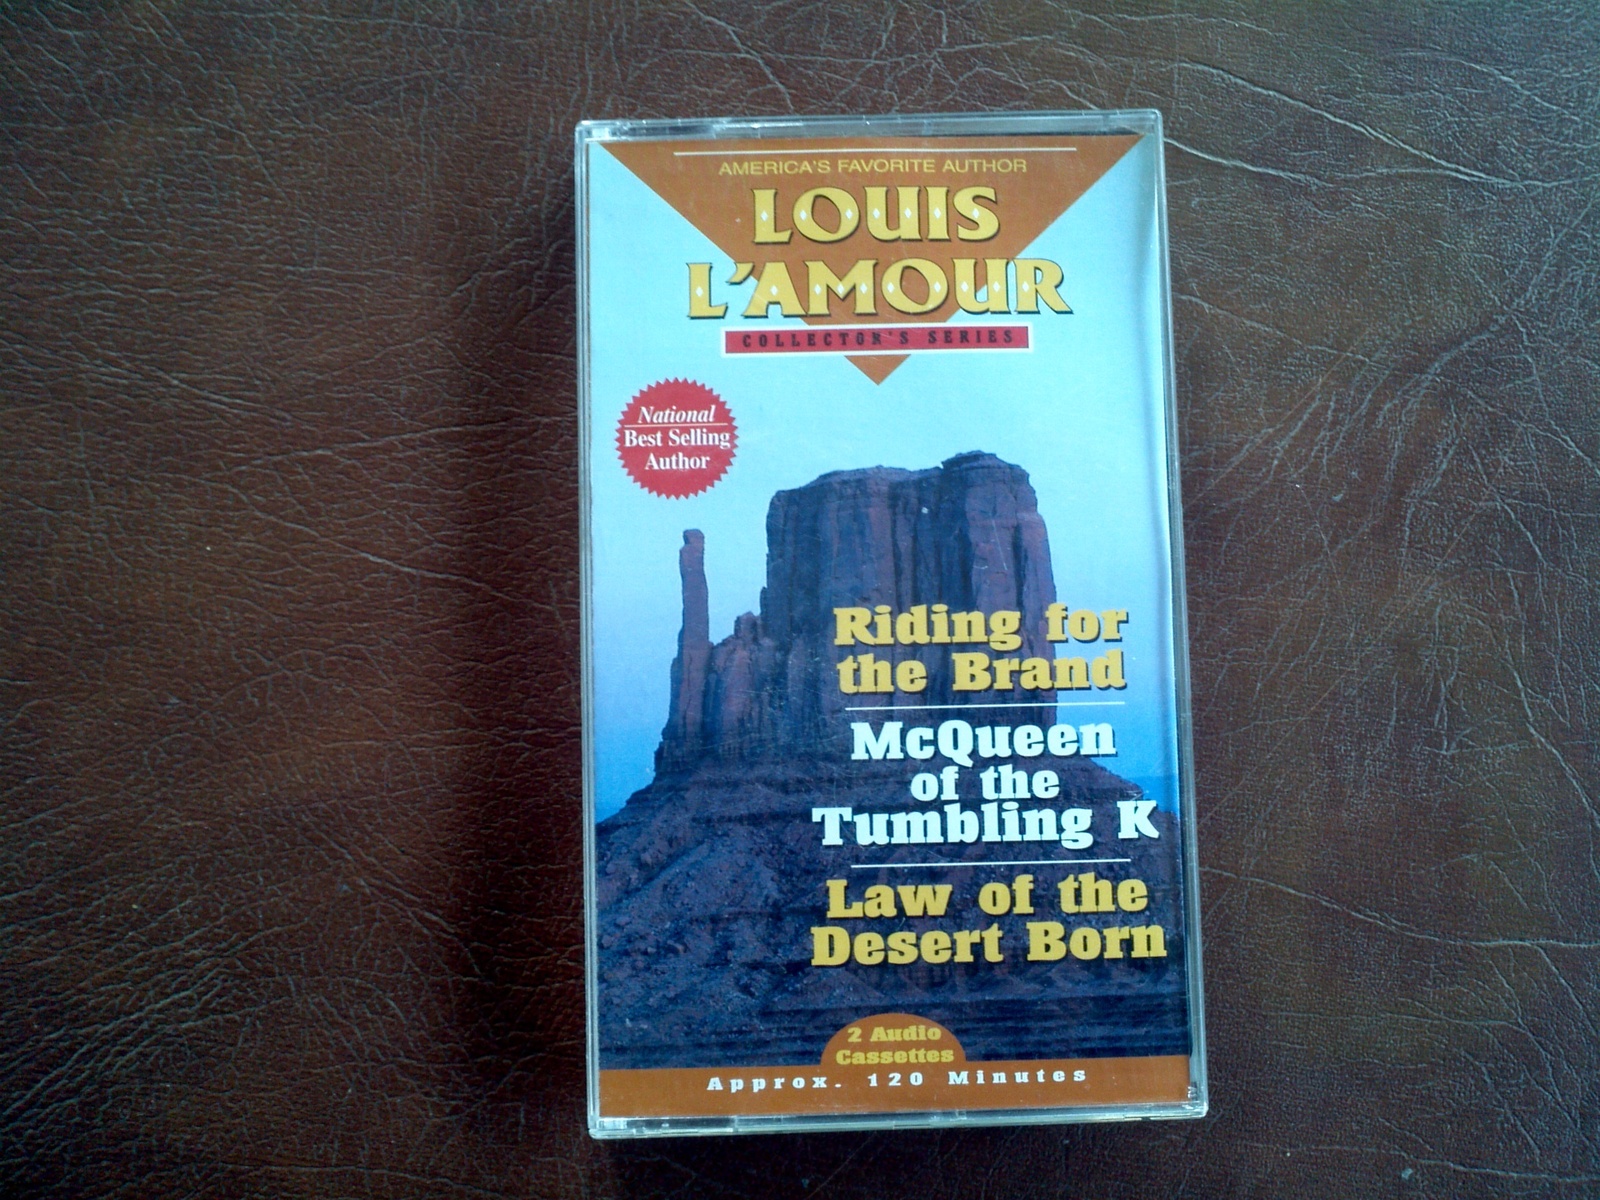 AMERICA'S FAVORITE AUTHOR
LOUIS
L'AMOUR
COLLECTOR'S SERIES
National
Best Selling
Author
Riding for
the Brand
McQueen
of the
Tumbling K
Law of the
Desert Born
2 Audio
Cassettes
Approx. 120 Minutes